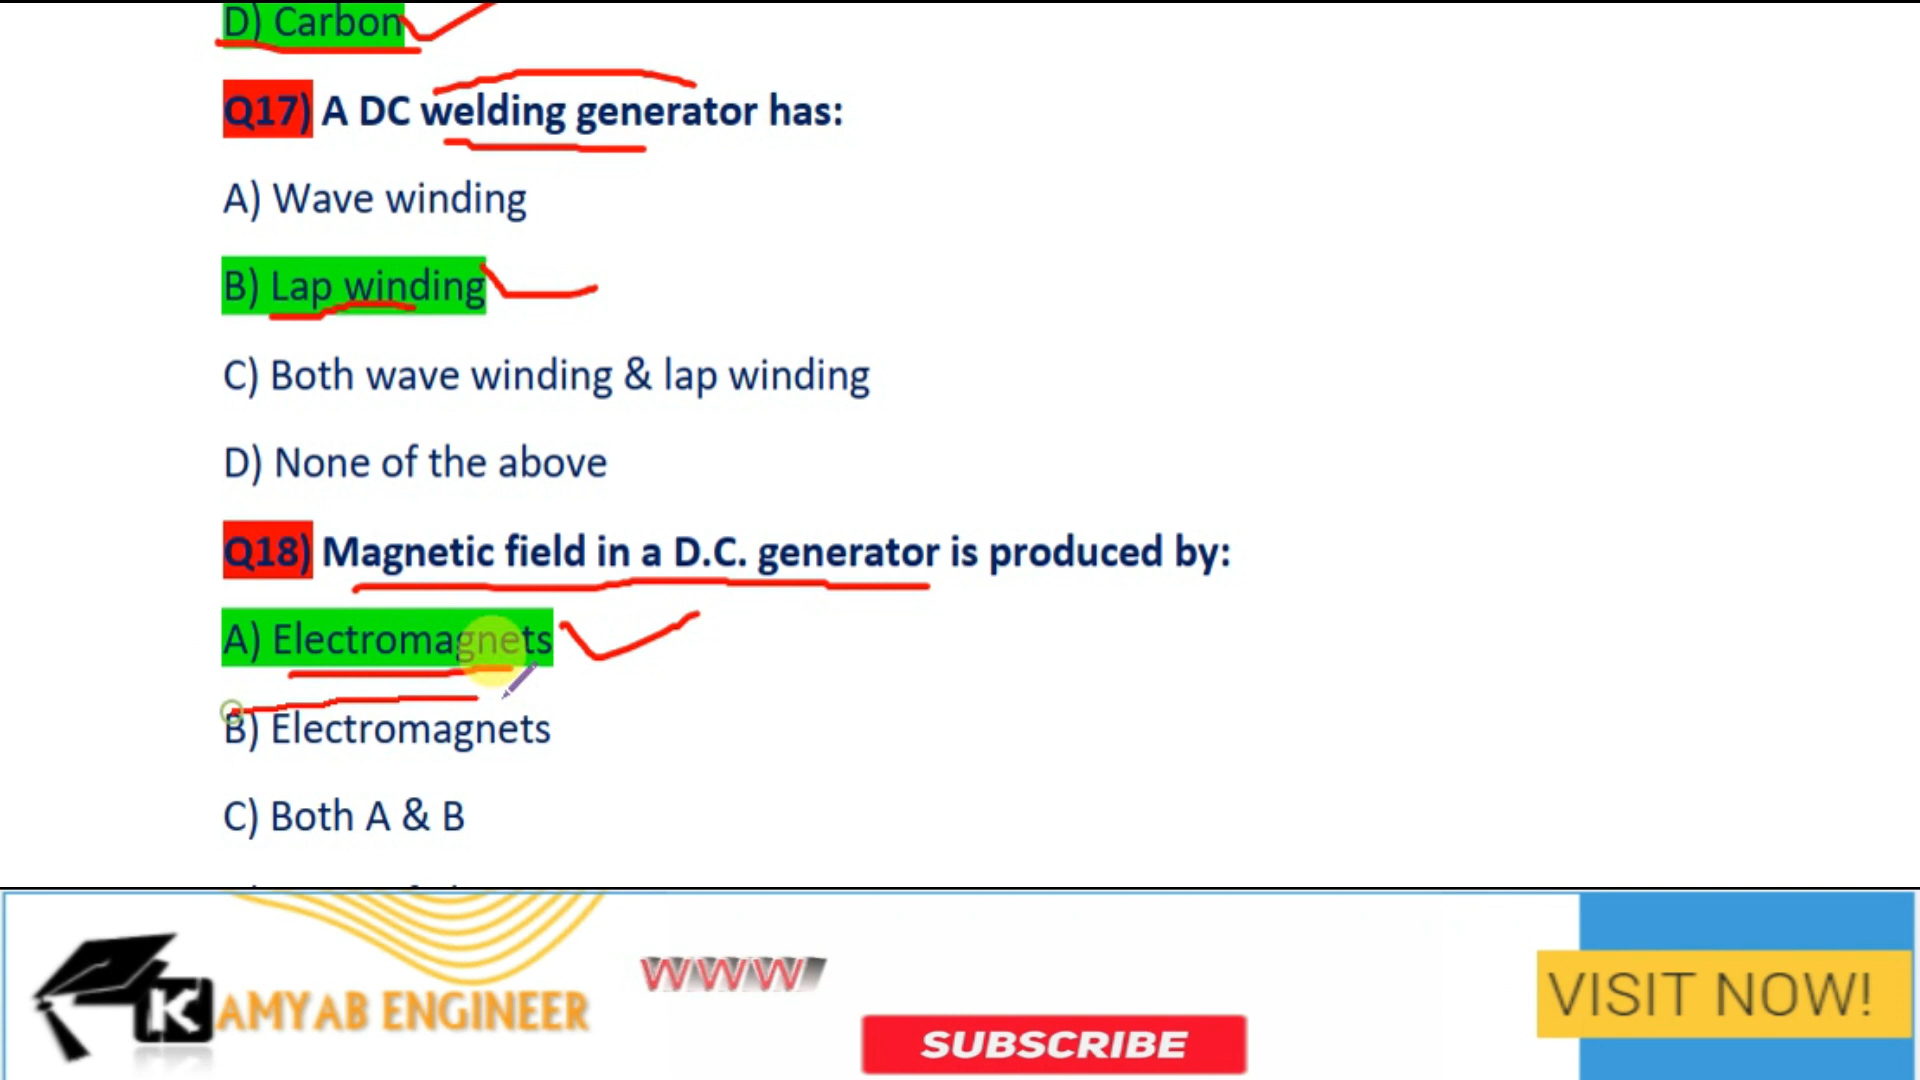 D) Carbon
Q17) A DC welding generator has:
A) Wave winding
B) Lap winding
C) Both wave winding & lap winding
D) None of the above
Q18) Magnetic field in a D.C. generator is produced by:
A) Electromagnets
B) Electromagnets
C) Both A & B
KAMYAB ENGINEER
WWW
SUBSCRIBE
VISIT NOW!